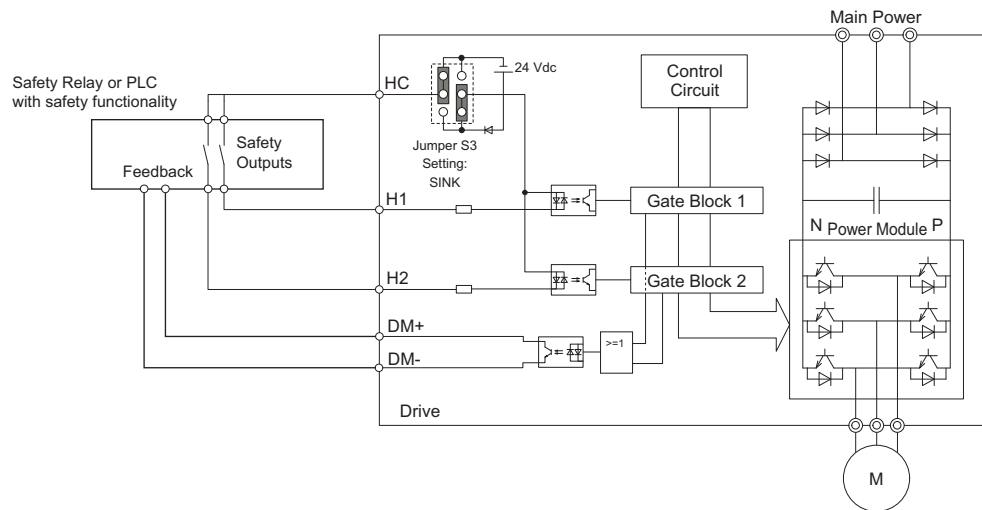 Main Power
Safety Relay or PLC
with safety functionality
HC
24 Vdc
Control
Circuit
Safety
Outputs
Feedback
Jumper S3
Setting:
SINK
H1
Gate Block 1
N
Power Module
P
H2
Gate Block 2
DM+
>=1
DM-
Drive
M